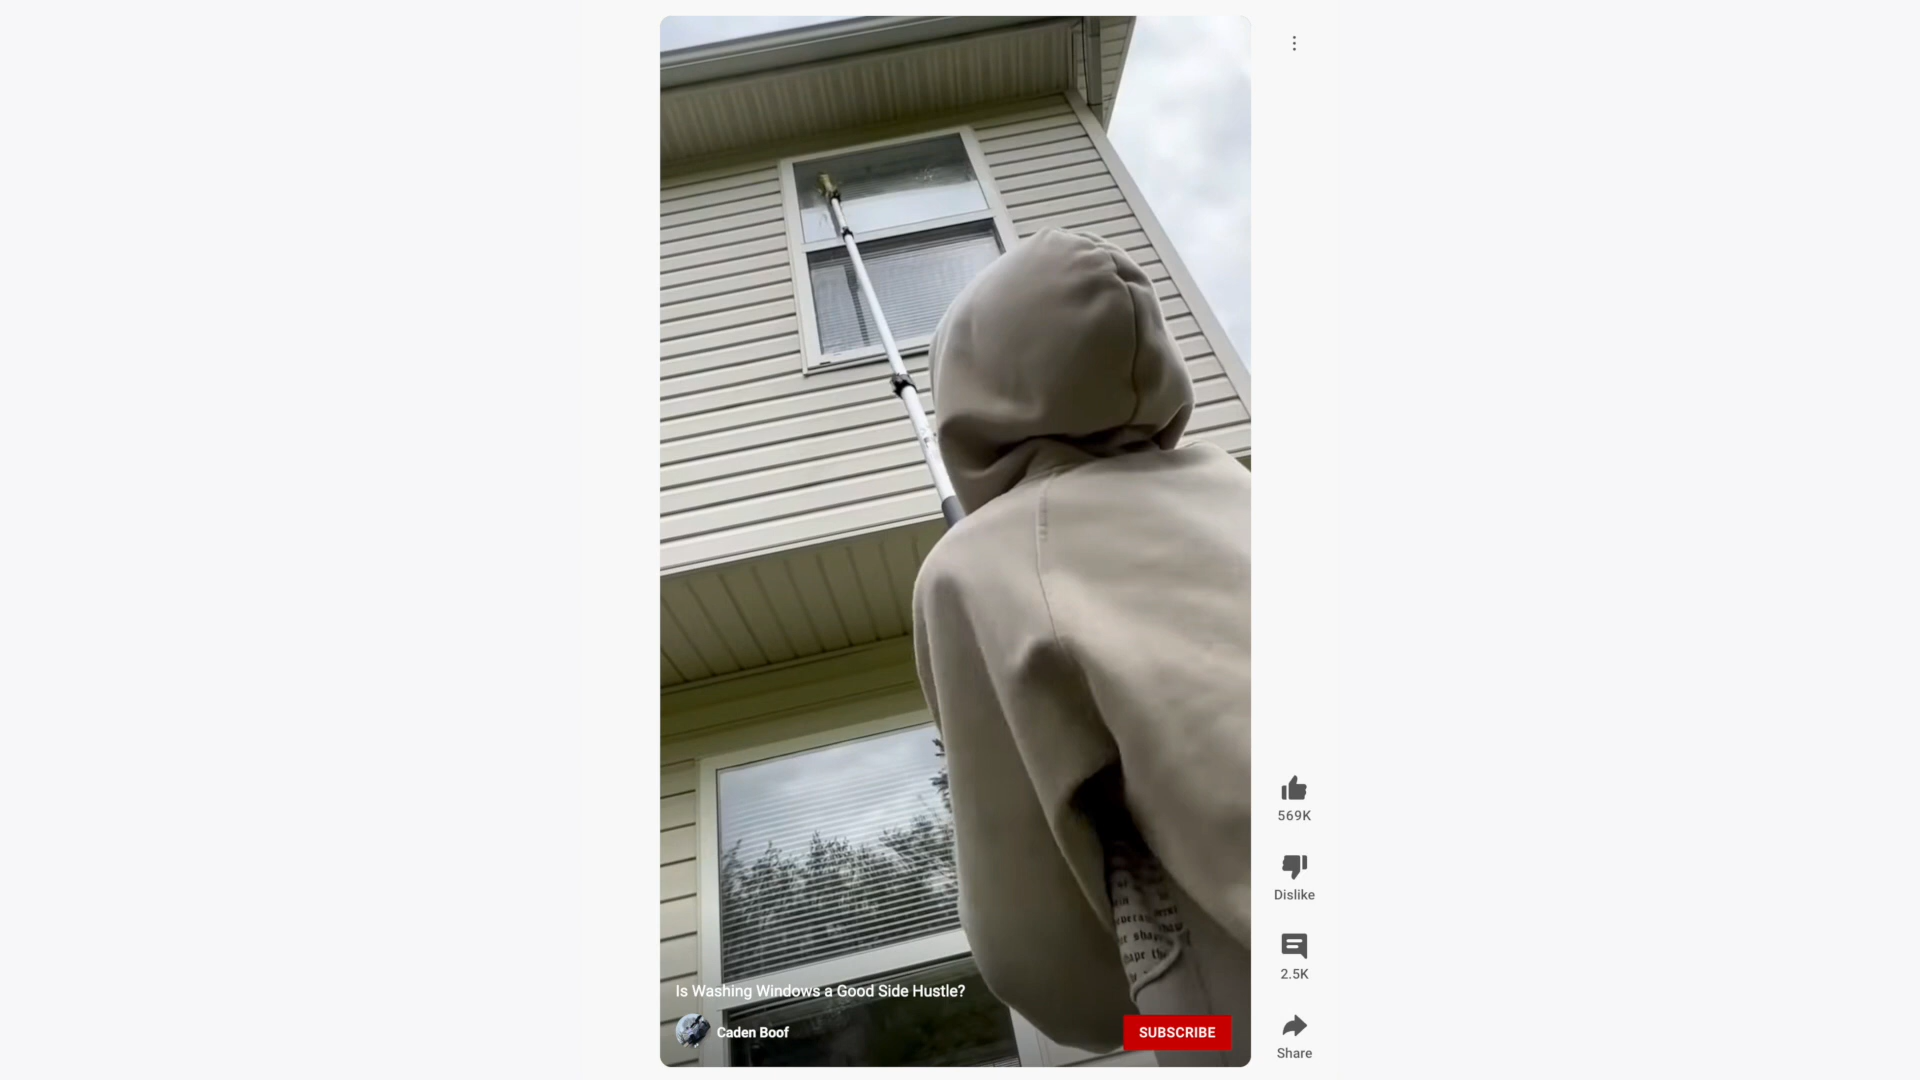 569K
Dislike
2.5K
Share
Is Washing Windows a Good Side Hustle?
Caden Boof
SUBSCRIBE